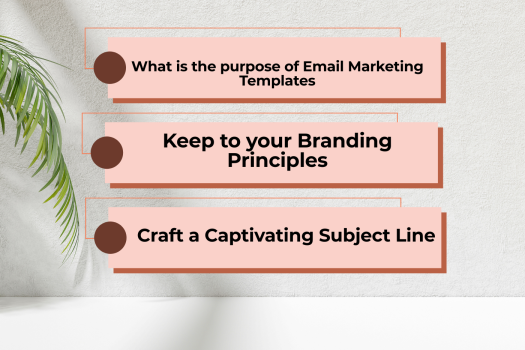 What is the purpose of Email Marketing
Templates
Keep to your Branding
Principles
Craft a Captivating Subject Line